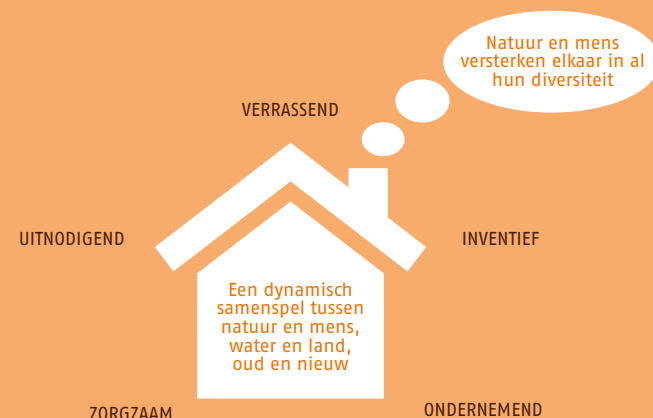 Natuur en mens
versterken elkaar in al
hun diversiteit
VERRASSEND
UITNODIGEND
INVENTIEF
Een dynamisch
samenspel tussen
natuur en mens,
water en land,
oud en nieuw
ZORGZAAM
ONDERNEMEND